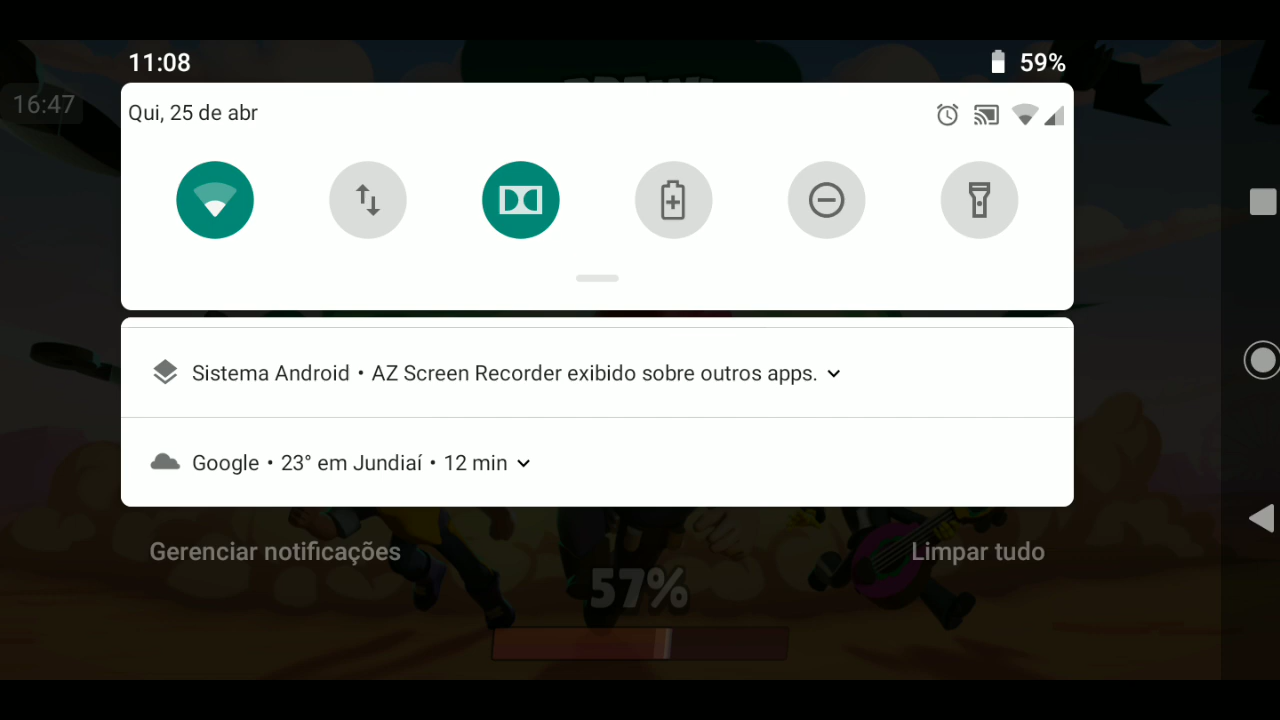 11:08
59%
16:47
Qui, 25 de abr
Sistema Android • AZ Screen Recorder exibido sobre outros apps.
Google • 23° em Jundiaí • 12 min
Gerenciar notificações
Limpar tudo
57%